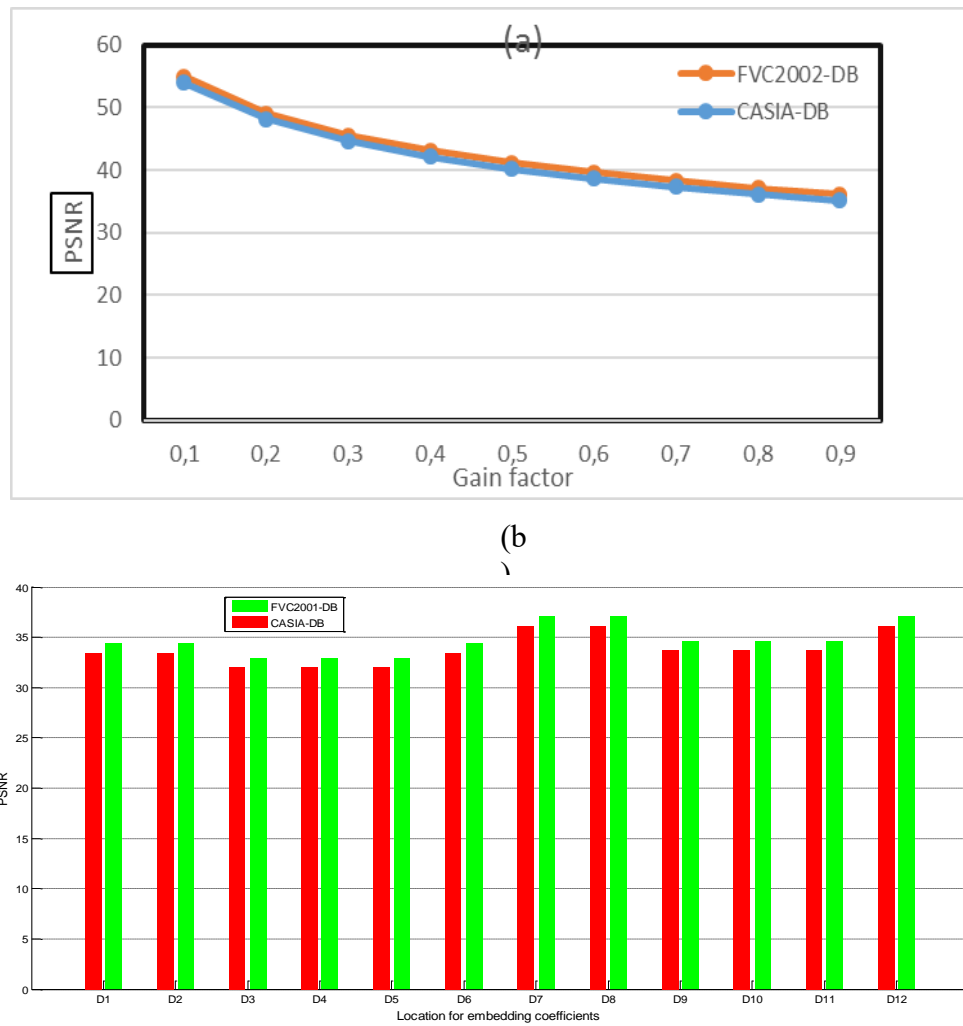 (a)
60
FVC2002-DB
50
CASIA-DB
40
PSNR
30
20
10
0
0,1 0,2 0,3 0,4 0,5 0,6 0,7 0,8 0,9
Gain factor
(b
)
40
FVC2001-DB
CASIA-DB
35
30
25
PSNR
20
15
10
5
0
D1 D2 D3 D4 D5 D6 D7 D8 D9 D10 D11 D12
Location for embedding coefficients